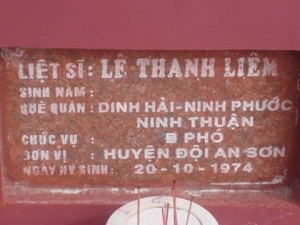 LIỆT SĨ: LÊ THANH LIÊM
SINH NĂM :
QUÊ QUÁN : DINH HẢI-NINH PHƯỚC
NINH THUẬN
CHỨC VỤ : B PHÓ
ĐƠN VỊ : HUYỆN ĐỘI AN SƠN
NGÀY HY SINH: 20-10-1974